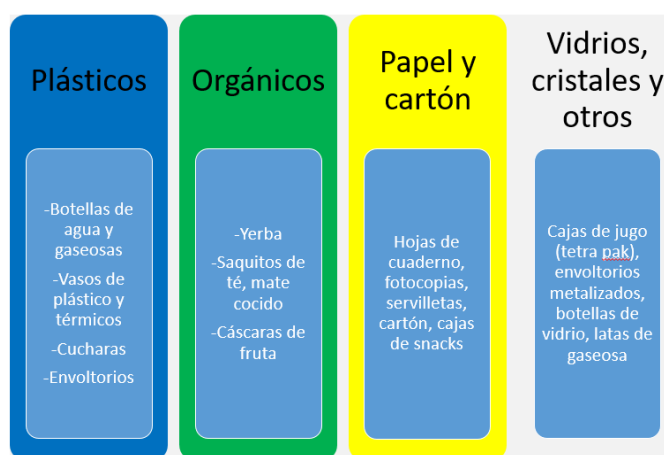 Plásticos
-Botellas de
agua y
gaseosas
-Vasos de
plástico y
térmicos
-Cucharas
-Envoltorios
Orgánicos
-Yerba
-Saquitos de
té, mate
cocido
-Cáscaras de
fruta
Papel y
cartón
Hojas de
cuaderno,
fotocopias,
servilletas,
cartón, cajas
de snacks
Vidrios,
cristales y
otros
Cajas de jugo
(tetra pak),
envoltorios
metalizados,
botellas de
vidrio, latas de
gaseosa